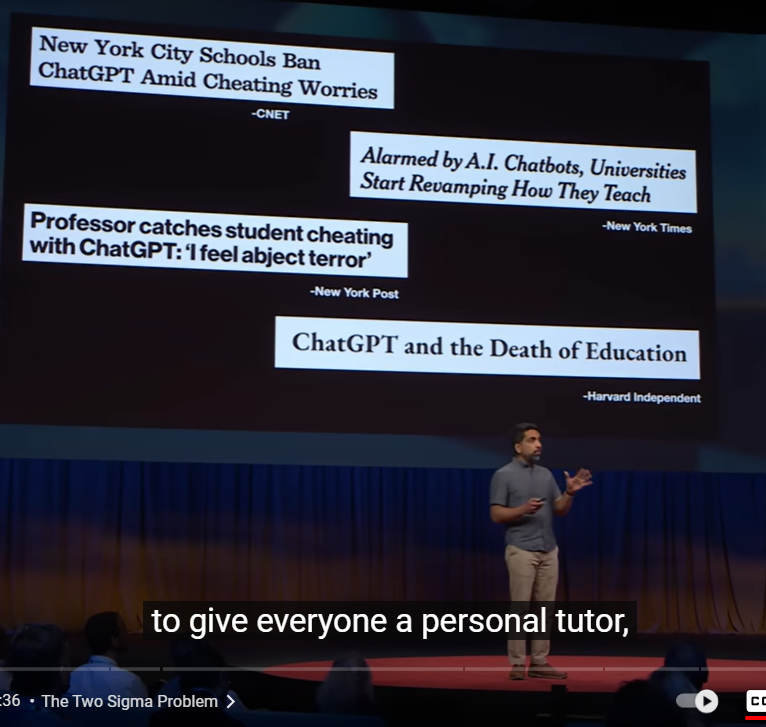 New York City Schools Ban
ChatGPT Amid Cheating Worries
-CNET
Alarmed by A.I. Chatbots, Universities
Start Revamping How They Teach
-New York Times
Professor catches student cheating
with ChatGPT: ‘I feel abject terror’
-New York Post
ChatGPT and the Death of Education
-Harvard Independent
to give everyone a personal tutor,
:36 • The Two Sigma Problem